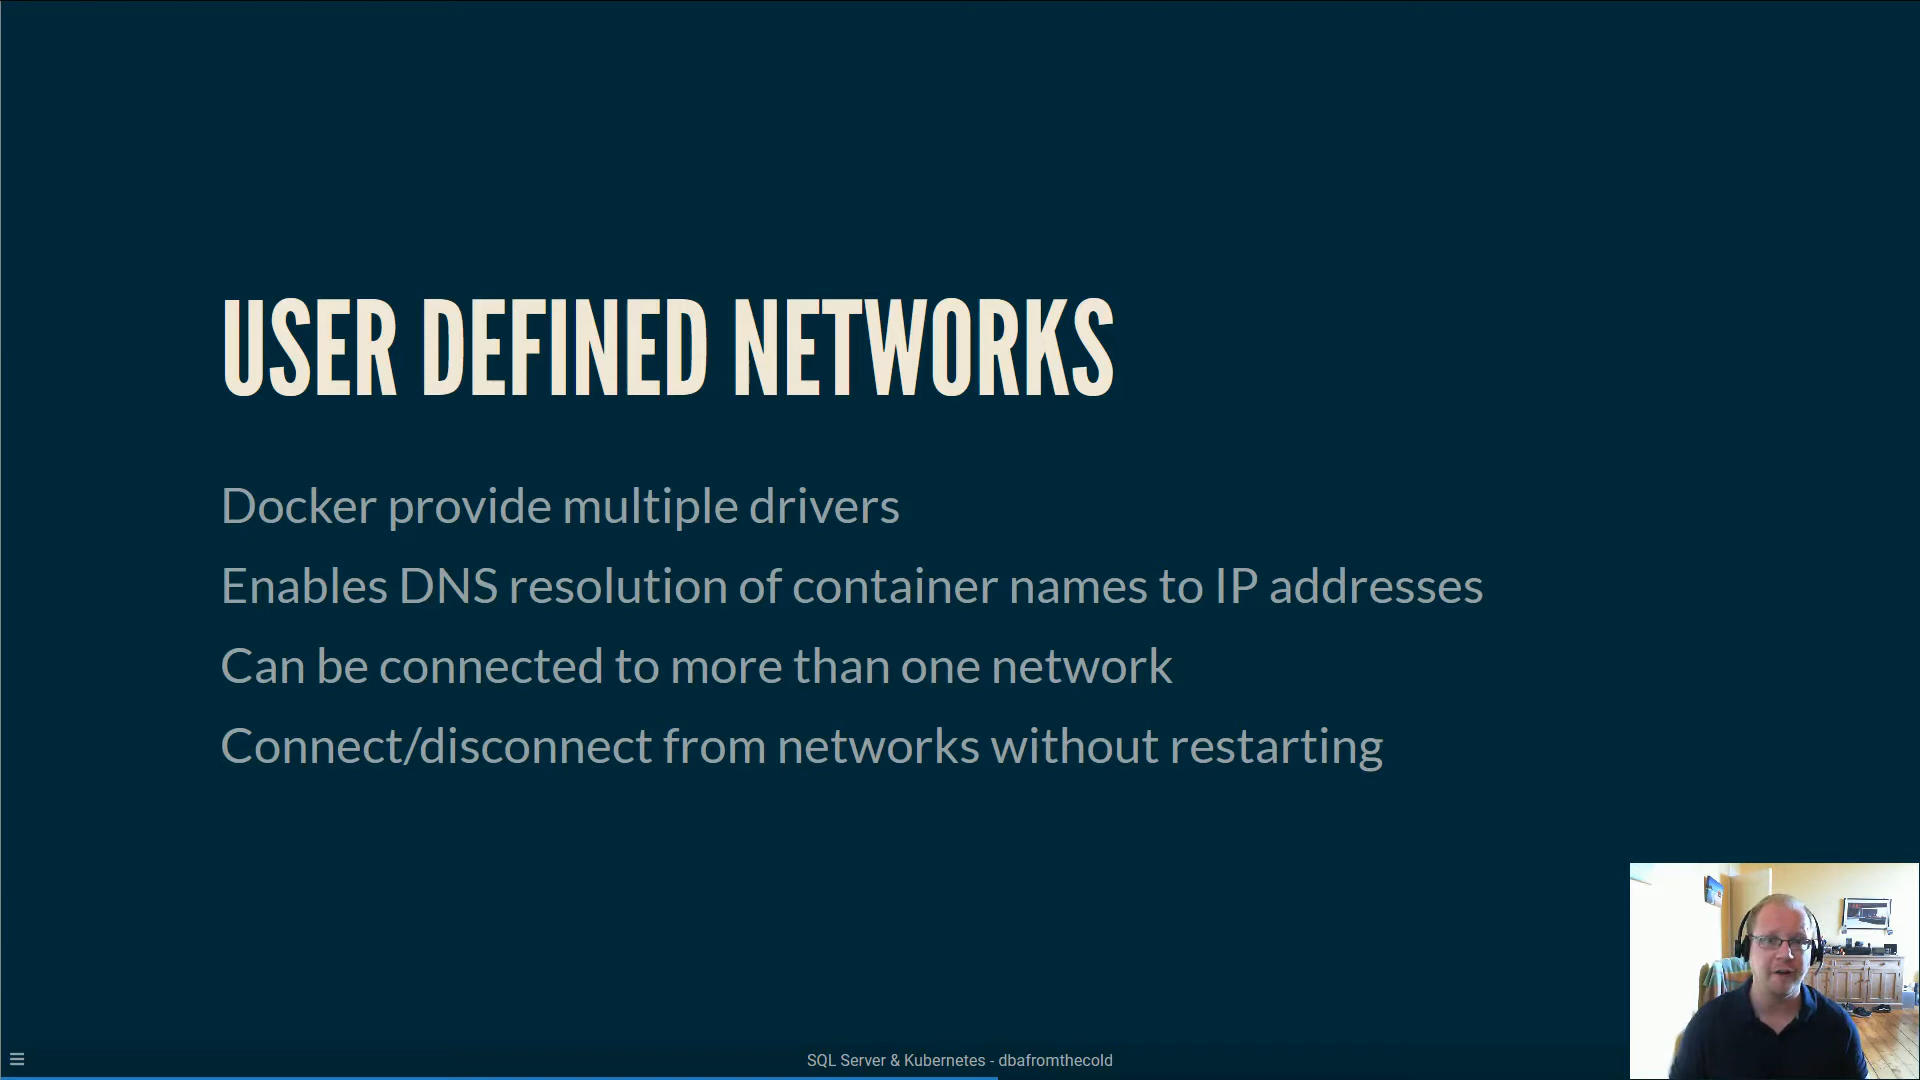 USER DEFINED NETWORKS
Docker provide multiple drivers
Enables DNS resolution of container names to IP addresses
Can be connected to more than one network
Connect/disconnect from networks without restarting
SQL Server & Kubernetes - dbafromthecold